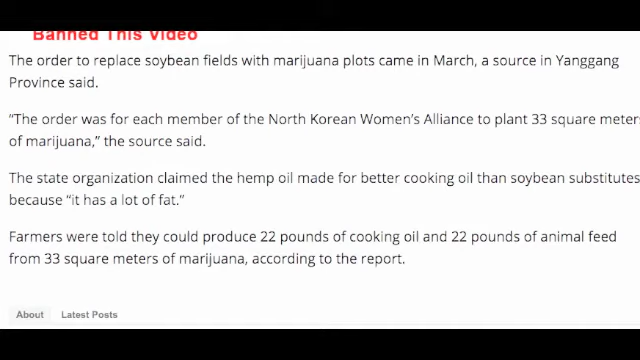 Banned This Video
The order to replace soybean fields with marijuana plots came in March, a source in Yanggang
Province said.
“The order was for each member of the North Korean Women’s Alliance to plant 33 square meters
of marijuana,” the source said.
The state organization claimed the hemp oil made for better cooking oil than soybean substitutes
because “it has a lot of fat.”
Farmers were told they could produce 22 pounds of cooking oil and 22 pounds of animal feed
from 33 square meters of marijuana, according to the report.
About Latest Posts